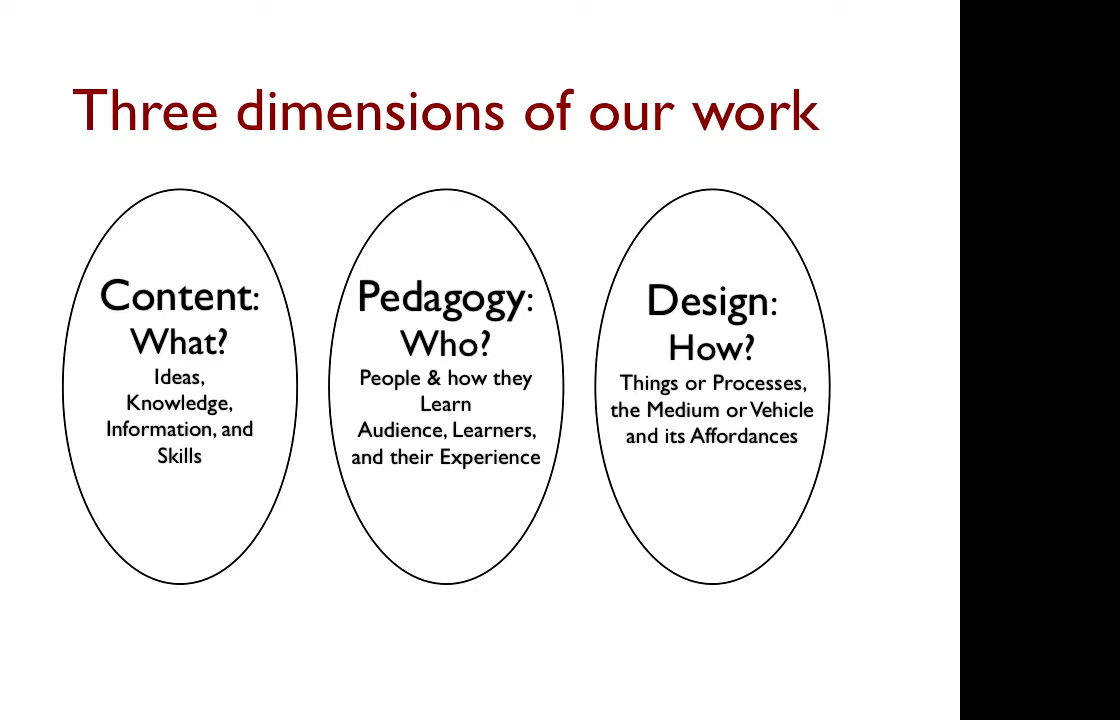 Three dimensions of our work
Content:
What?
Ideas,
Knowledge,
Information, and
Skills
Pedagogy:
Who?
People & how they
Learn
Audience, Learners,
and their Experience
Design:
How?
Things or Processes,
the Medium or Vehicle
and its Affordances